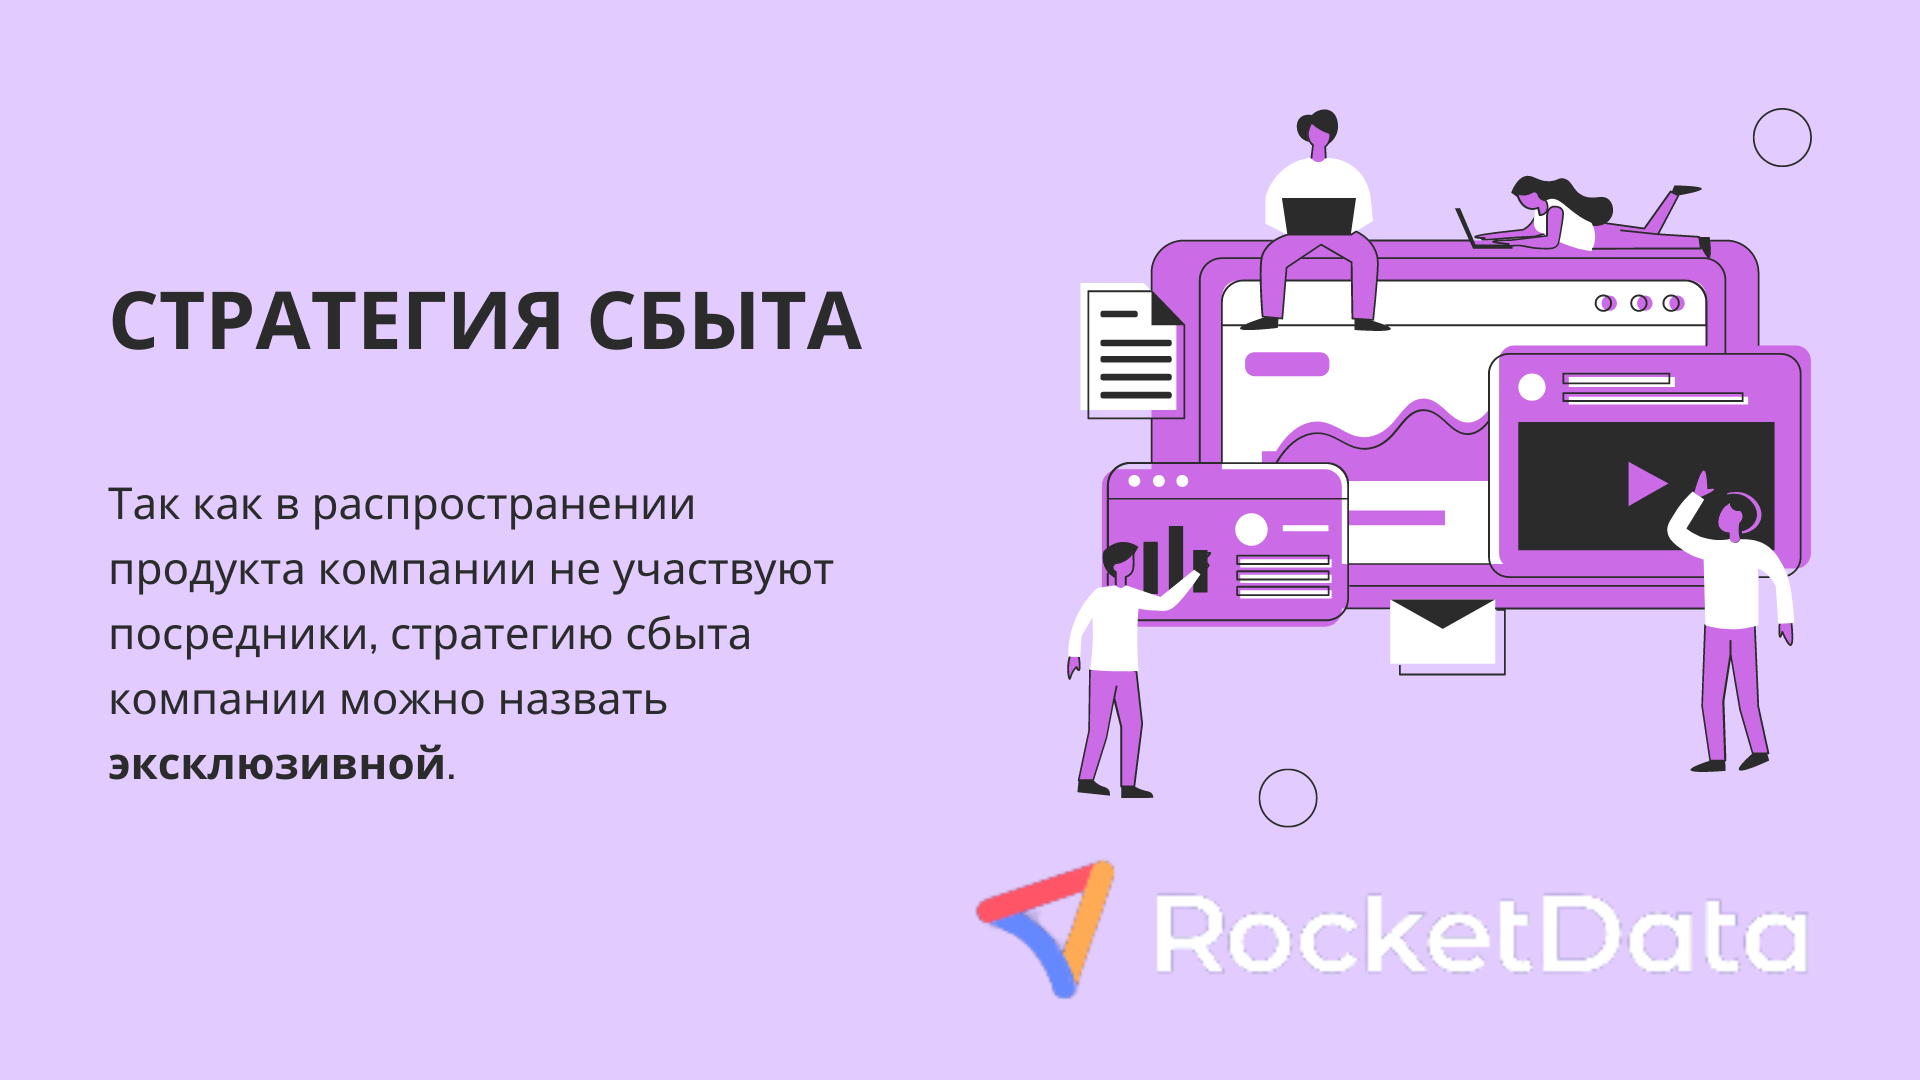 СТРАТЕГИЯ СБЫТА
Так как в распространении
продукта компании не участвуют
посредники, стратегию сбыта
компании можно назвать
эксклюзивной.
RocketData